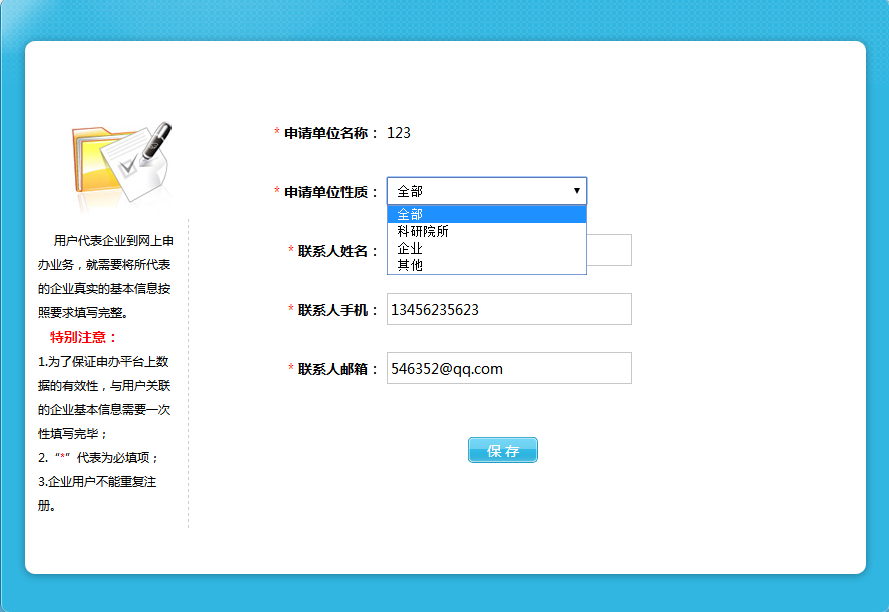 * 申请单位名称： 123
* 申请单位性质： 全部
全部
科研院所
企业
其他
* 联系人姓名：
* 联系人手机： 13456235623
* 联系人邮箱： 546352@qq.com
保 存
用户代表企业到网上申
办业务，就需要将所代表
的企业真实的基本信息按
照要求填写完整。
特别注意：
1.为了保证申办平台上数
据的有效性，与用户关联
的企业基本信息需要一次
性填写完毕；
2.“*”代表为必填项；
3.企业用户不能重复注
册。